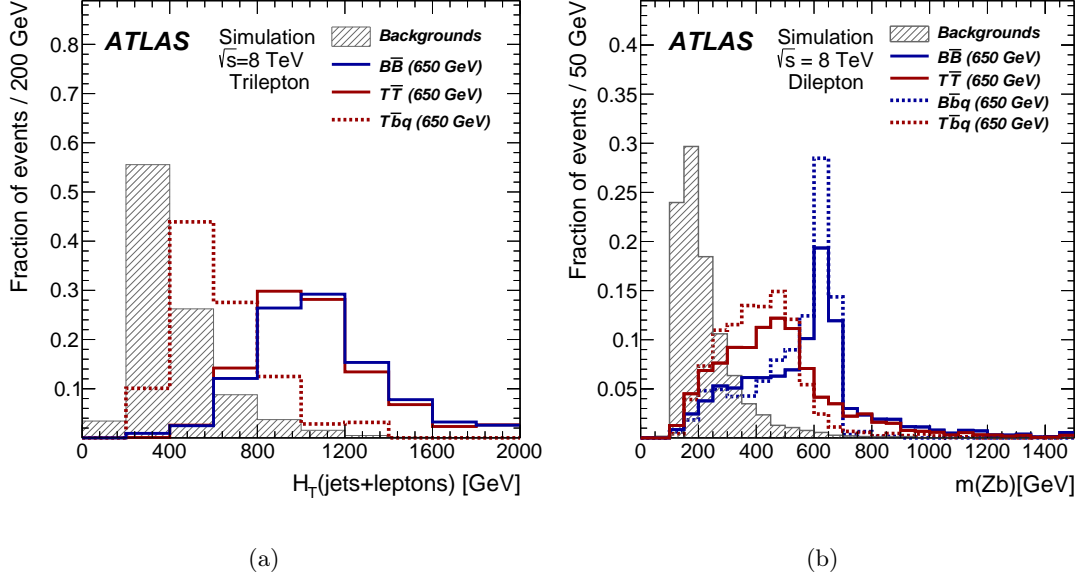 Fraction of events / 200 GeV
0.8
0.7
0.6
0.5
0.4
0.3
0.2
0.1
ATLAS
Simulation
√s=8 TeV
Trilepton
Backgrounds
BB̅ (650 GeV)
TT̅ (650 GeV)
Tb̅q (650 GeV)
0 400 800 1200 1600 2000
H_T(jets+leptons) [GeV]
(a)
Fraction of events / 50 GeV
0.4
0.35
0.3
0.25
0.2
0.15
0.1
0.05
ATLAS
Simulation
√s = 8 TeV
Dilepton
Backgrounds
BB̅ (650 GeV)
TT̅ (650 GeV)
Bb̅q (650 GeV)
Tb̅q (650 GeV)
0 200 400 600 800 1000 1200 1400
m(Zb)[GeV]
(b)